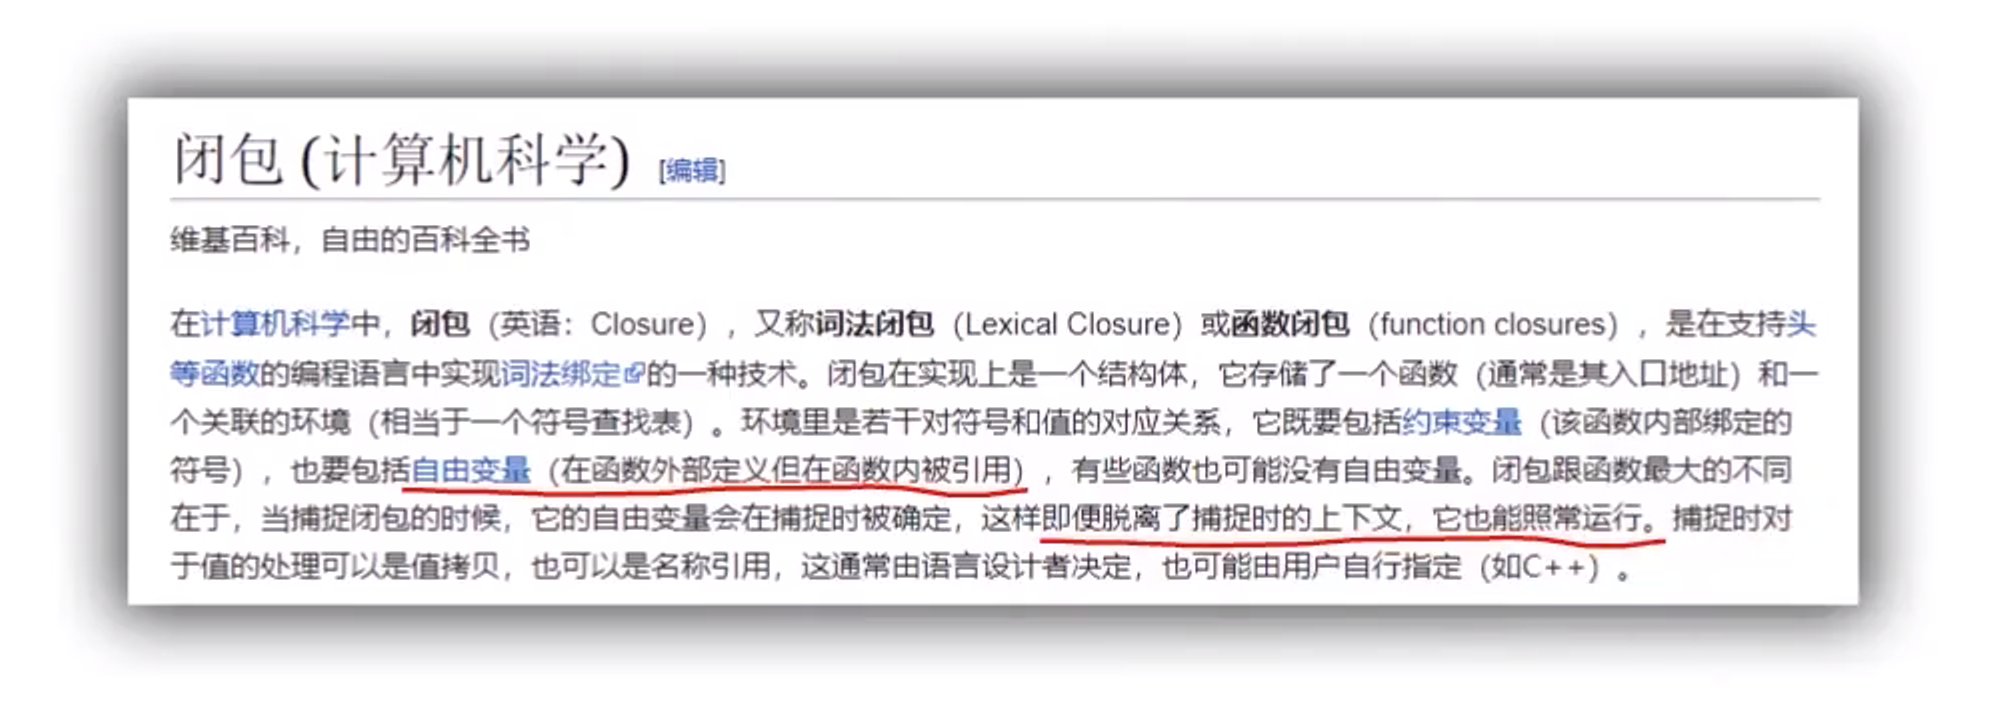 闭包 (计算机科学) [编辑]
维基百科，自由的百科全书
在计算机科学中，闭包（英语：Closure），又称词法闭包（Lexical Closure）或函数闭包（function closures），是在支持头
等函数的编程语言中实现词法绑定的一种技术。闭包在实现上是一个结构体，它存储了一个函数（通常是其入口地址）和一
个关联的环境（相当于一个符号查找表）。环境里是若干对符号和值的对应关系，它既要包括约束变量（该函数内部绑定的
符号），也要包括自由变量（在函数外部定义但在函数内被引用），有些函数也可能没有自由变量。闭包跟函数最大的不同
在于，当捕捉闭包的时候，它的自由变量会在捕捉时被确定，这样即便脱离了捕捉时的上下文，它也能照常运行。捕捉时对
于值的处理可以是值拷贝，也可以是名称引用，这通常由语言设计者决定，也可能由用户自行指定（如C++）。